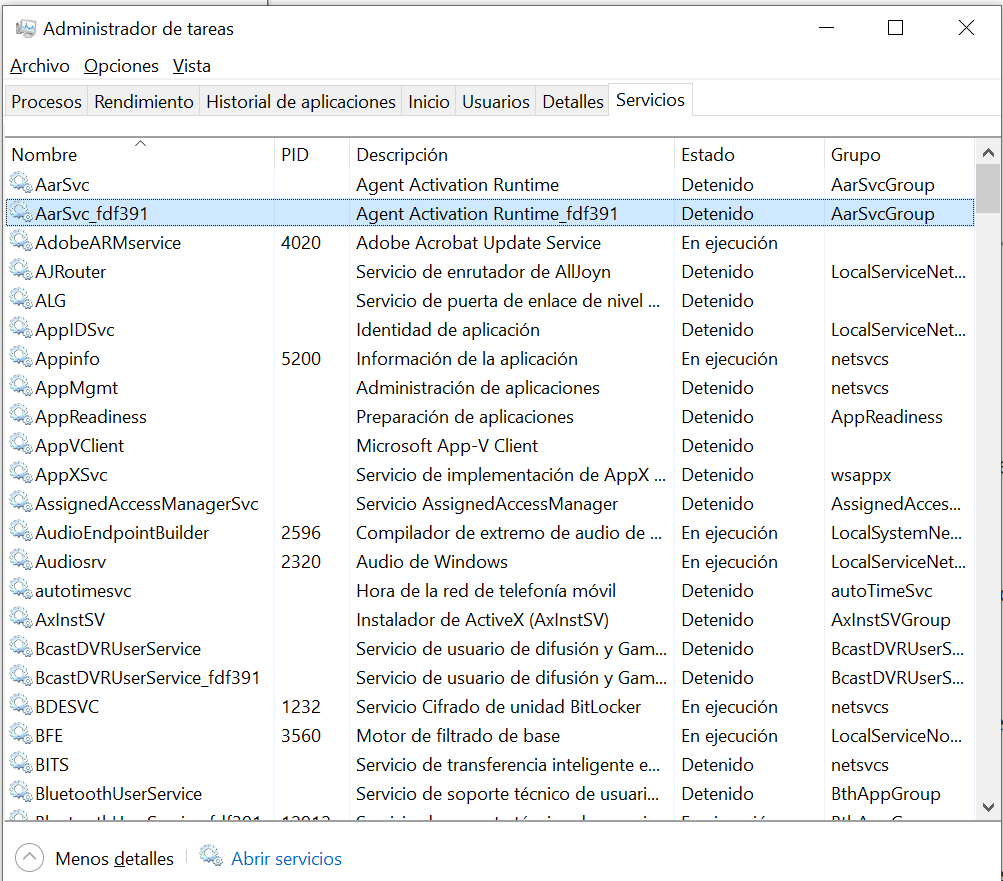 Administrador de tareas
Archivo Opciones Vista
Procesos Rendimiento Historial de aplicaciones Inicio Usuarios Detalles Servicios
Nombre PID Descripción Estado Grupo
AarSvc Agent Activation Runtime Detenido AarSvcGroup
AarSvc_fdf391 Agent Activation Runtime_fdf391 Detenido AarSvcGroup
AdobeARMservice 4020 Adobe Acrobat Update Service En ejecución
AJRouter Servicio de enrutador de AllJoyn Detenido LocalServiceNet...
ALG Servicio de puerta de enlace de nivel ... Detenido
AppIDSvc Identidad de aplicación Detenido LocalServiceNet...
Appinfo 5200 Información de la aplicación En ejecución netsvcs
AppMgmt Administración de aplicaciones Detenido netsvcs
AppReadiness Preparación de aplicaciones Detenido AppReadiness
AppVClient Microsoft App-V Client Detenido
AppXSvc Servicio de implementación de AppX ... Detenido wsappx
AssignedAccessManagerSvc Servicio AssignedAccessManager Detenido AssignedAcces...
AudioEndpointBuilder 2596 Compilador de extremo de audio de ... En ejecución LocalSystemNe...
Audiosrv 2320 Audio de Windows En ejecución LocalServiceNet...
autotimesvc Hora de la red de telefonía móvil Detenido autoTimeSvc
AxInstSV Instalador de ActiveX (AxInstSV) Detenido AxInstSVGroup
BcastDVRUserService Servicio de usuario de difusión y Gam... Detenido BcastDVRUserS...
BcastDVRUserService_fdf391 Servicio de usuario de difusión y Gam... Detenido BcastDVRUserS...
BDESVC 1232 Servicio Cifrado de unidad BitLocker En ejecución netsvcs
BFE 3560 Motor de filtrado de base En ejecución LocalServiceNo...
BITS Servicio de transferencia inteligente e... Detenido netsvcs
BluetoothUserService Servicio de soporte técnico de usuari... Detenido BthAppGroup
Menos detalles Abrir servicios